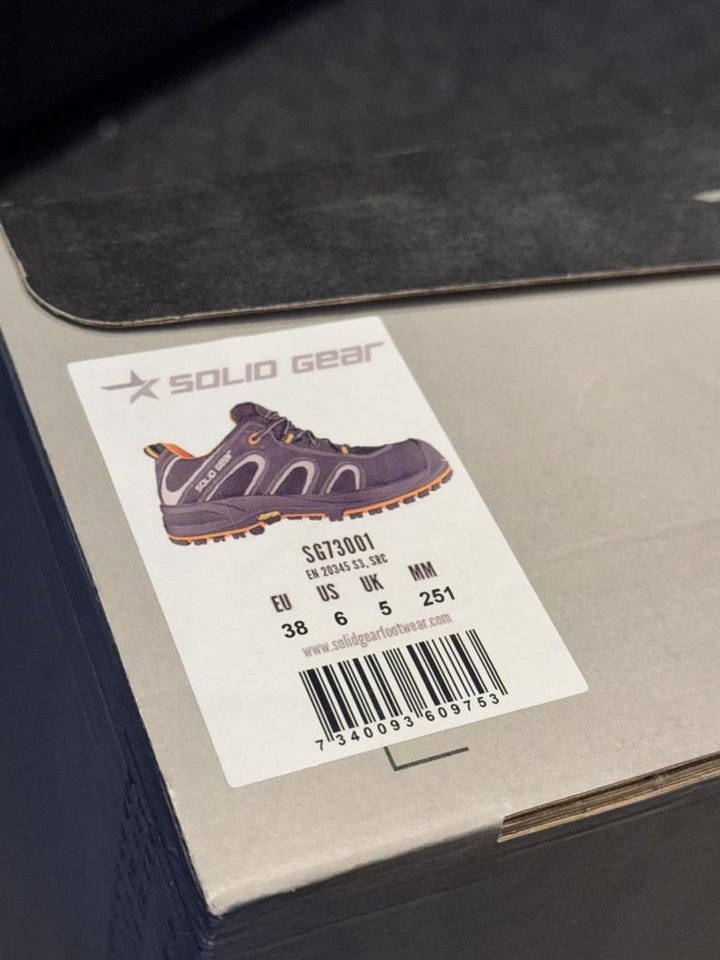 SOLID GEAR
SOLID GEAR
SG73001
EN 20345 S3, SRC
EU US UK MM
38 6 5 251
www.solidgearfootwear.com
7 340093 609753